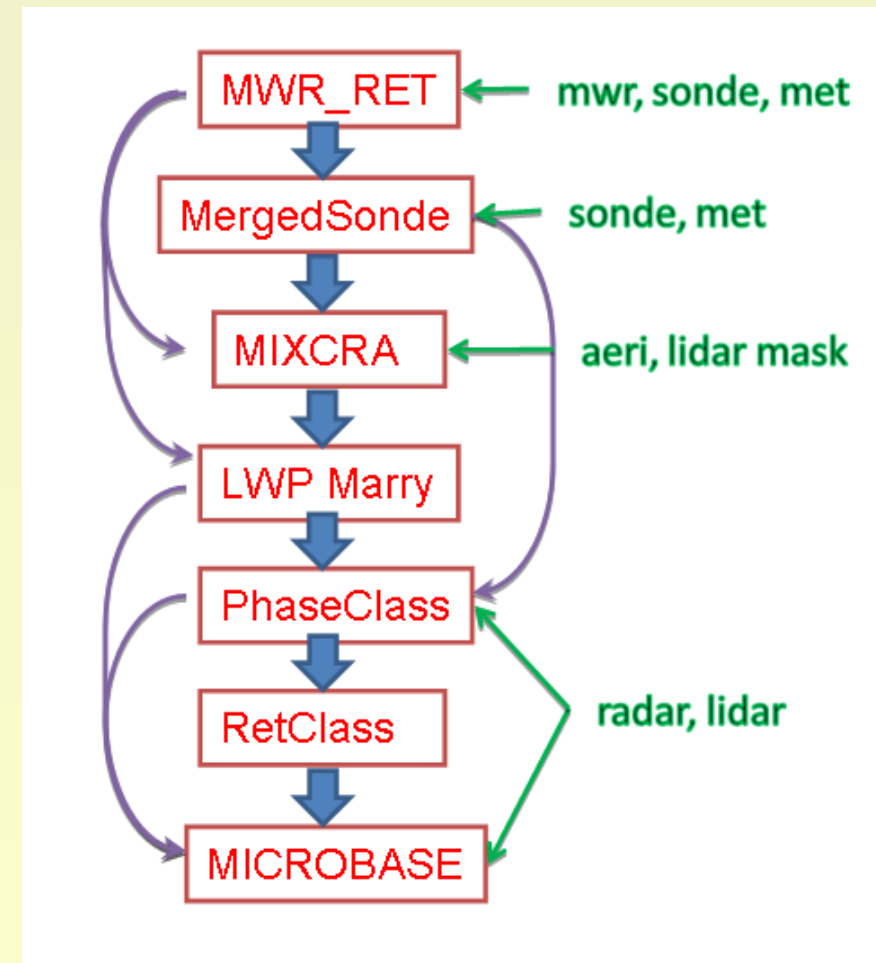 MWR_RET
mwr, sonde, met
MergedSonde
sonde, met
MIXCRA
aeri, lidar mask
LWP Marry
PhaseClass
RetClass
radar, lidar
MICROBASE